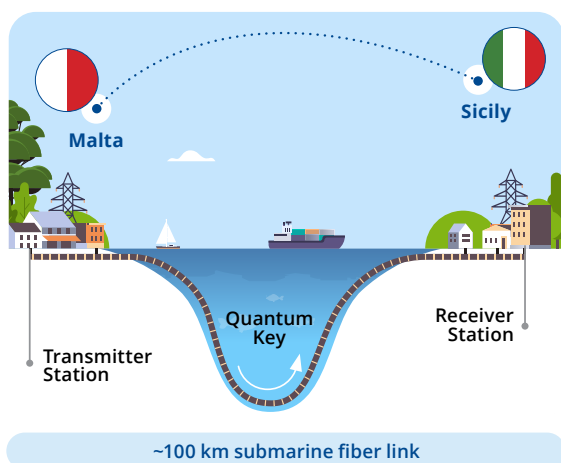 Malta
Sicily
Quantum
Key
Receiver
Station
Transmitter
Station
~100 km submarine fiber link